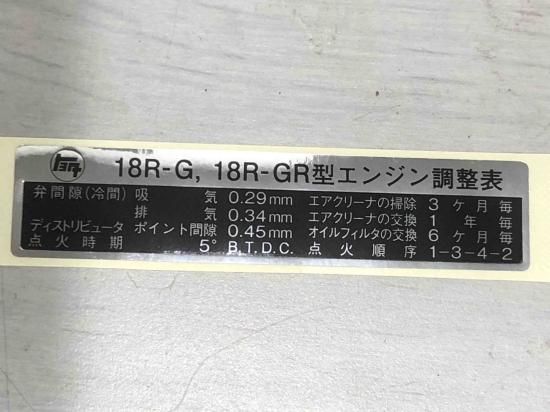 トヨタ 18R-G, 18R-GR型エンジン調整表
弁間隙(冷間) 吸 気 0.29mm エアクリーナの掃除 3ケ月毎
排 気 0.34mm エアクリーナの交換 1年毎
ディストリビュータ ポイント間隙 0.45mm オイルフィルタの交換 6ケ月毎
点火時期 5° B.T.D.C. 点火順序 1-3-4-2